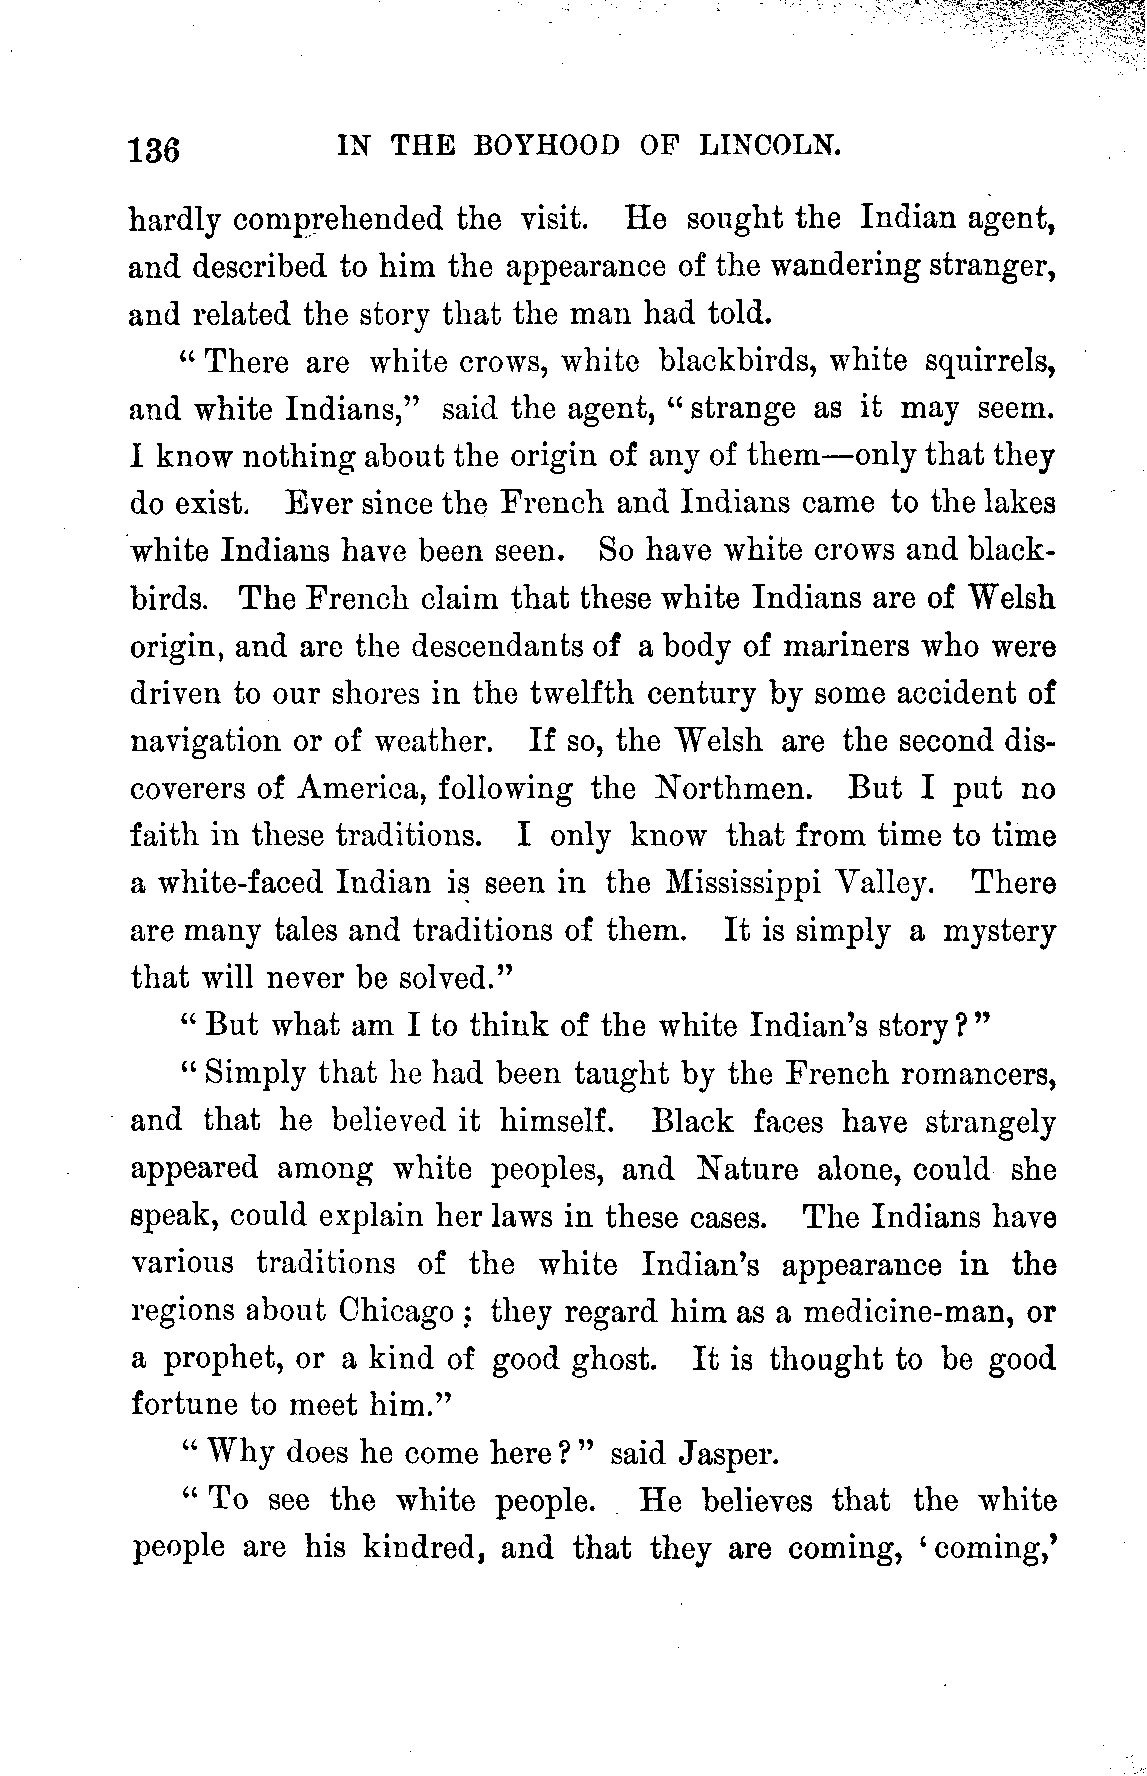 136 IN THE BOYHOOD OF LINCOLN.
hardly comprehended the visit. He sought the Indian agent,
and described to him the appearance of the wandering stranger,
and related the story that the man had told.
“There are white crows, white blackbirds, white squirrels,
and white Indians,” said the agent, “strange as it may seem.
I know nothing about the origin of any of them—only that they
do exist. Ever since the French and Indians came to the lakes
white Indians have been seen. So have white crows and black-
birds. The French claim that these white Indians are of Welsh
origin, and are the descendants of a body of mariners who were
driven to our shores in the twelfth century by some accident of
navigation or of weather. If so, the Welsh are the second dis-
coverers of America, following the Northmen. But I put no
faith in these traditions. I only know that from time to time
a white-faced Indian is seen in the Mississippi Valley. There
are many tales and traditions of them. It is simply a mystery
that will never be solved.”
“But what am I to think of the white Indian’s story?”
“Simply that he had been taught by the French romancers,
and that he believed it himself. Black faces have strangely
appeared among white peoples, and Nature alone, could she
speak, could explain her laws in these cases. The Indians have
various traditions of the white Indian’s appearance in the
regions about Chicago; they regard him as a medicine-man, or
a prophet, or a kind of good ghost. It is thought to be good
fortune to meet him.”
“Why does he come here?” said Jasper.
“To see the white people. He believes that the white
people are his kindred, and that they are coming, ‘coming,’